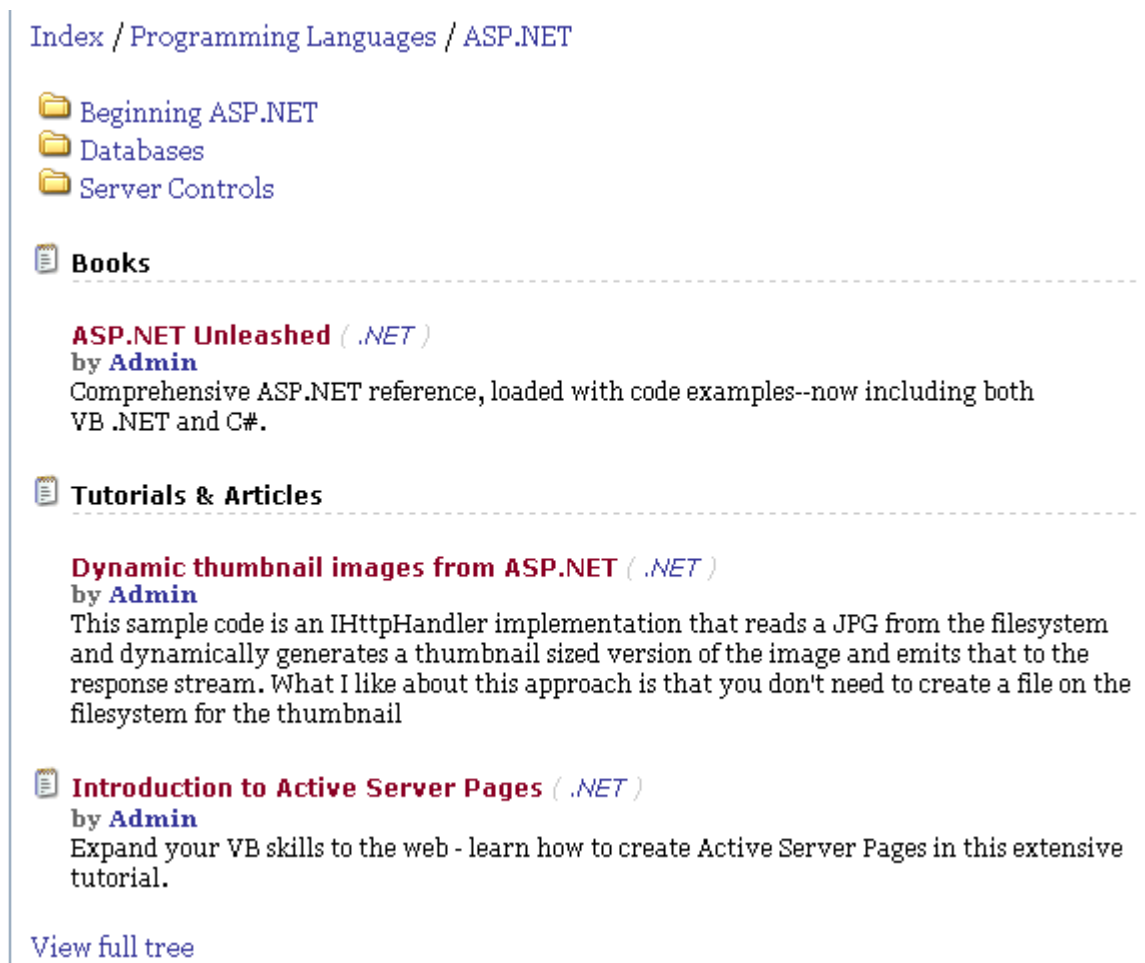 Index / Programming Languages / ASP.NET
Beginning ASP.NET
Databases
Server Controls
Books
ASP.NET Unleashed ( .NET )
by Admin
Comprehensive ASP.NET reference, loaded with code examples--now including both
VB .NET and C#.
Tutorials & Articles
Dynamic thumbnail images from ASP.NET ( .NET )
by Admin
This sample code is an IHttpHandler implementation that reads a JPG from the filesystem
and dynamically generates a thumbnail sized version of the image and emits that to the
response stream. What I like about this approach is that you don't need to create a file on the
filesystem for the thumbnail
Introduction to Active Server Pages ( .NET )
by Admin
Expand your VB skills to the web - learn how to create Active Server Pages in this extensive
tutorial.
View full tree